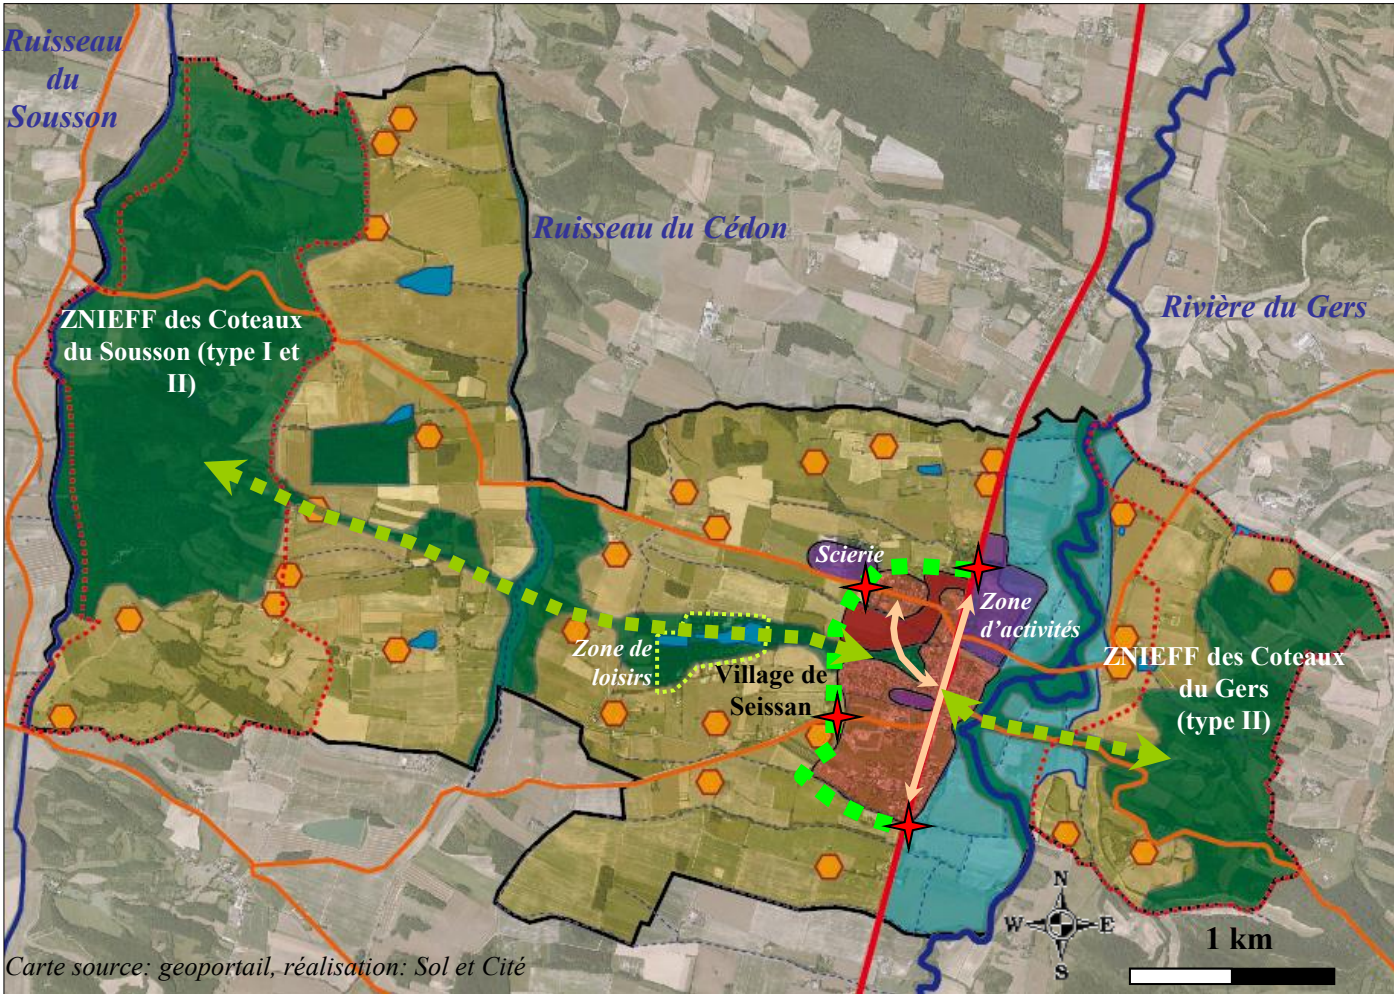 Ruisseau
du
Sousson
Ruisseau du Cédon
Rivière du Gers
ZNIEFF des Coteaux
du Sousson (type I et
II)
Scierie
Zone
d'activités
Zone de
loisirs
Village de
Seissan
ZNIEFF des Coteaux
du Gers
(type II)
N
W
E
S
1 km
Carte source: geoportail, réalisation: Sol et Cité